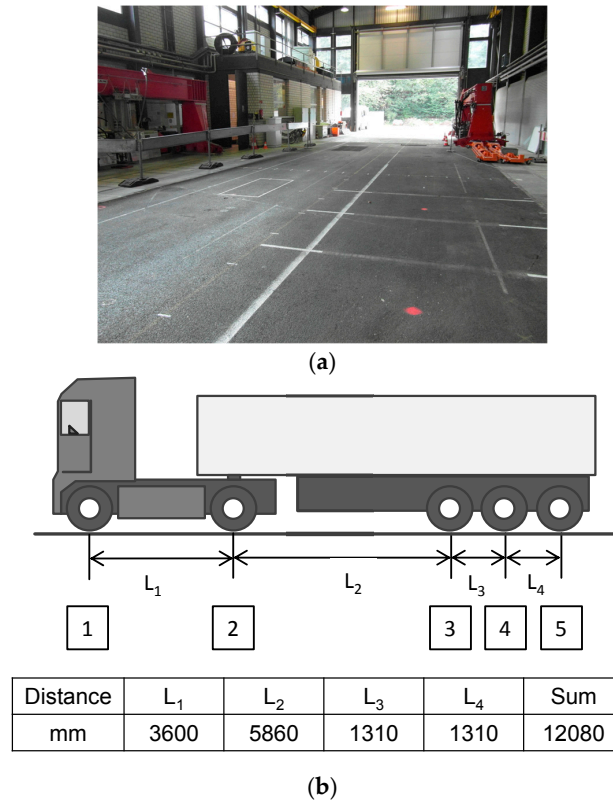 (a)
L₁ L₂ L₃ L₄
1 2 3 4 5
Distance L₁ L₂ L₃ L₄ Sum
mm 3600 5860 1310 1310 12080
(b)